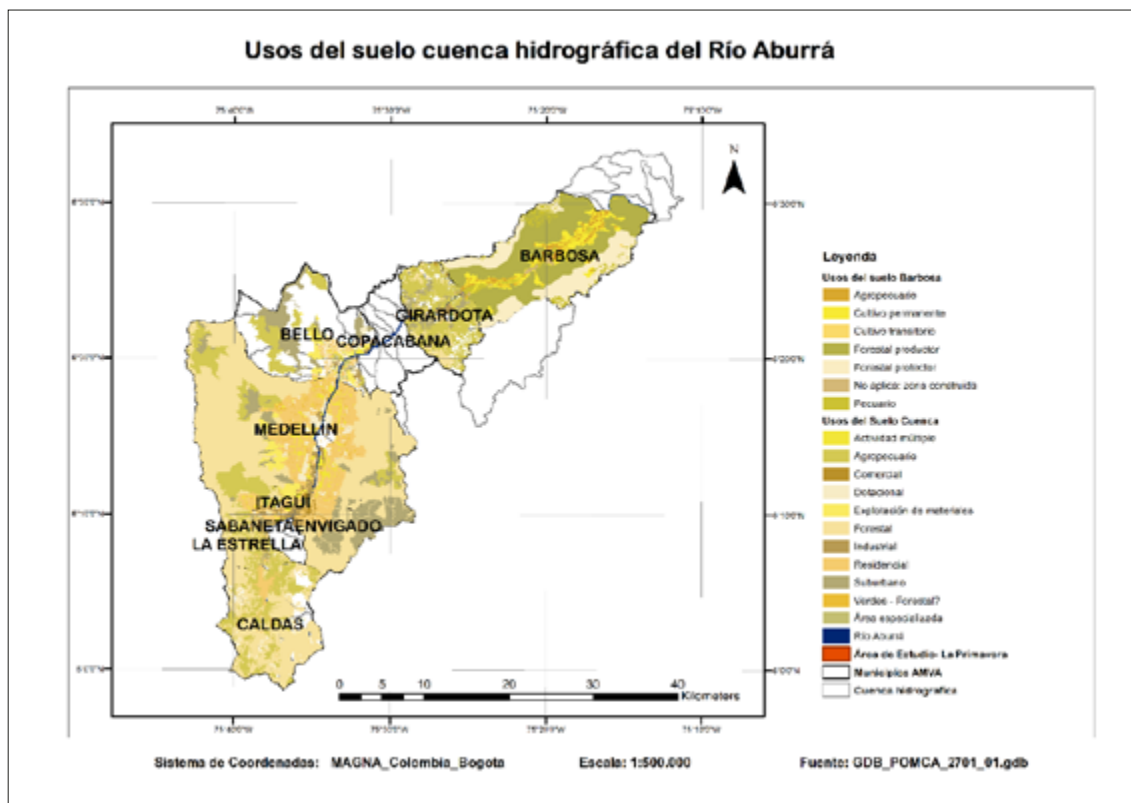 Usos del suelo cuenca hidrográfica del Río Aburrá
N
BARBOSA
GIRARDOTA
BELLO
COPACABANA
MEDELLIN
ITAGUI
SABANETA ENVIGADO
LA ESTRELLA
CALDAS
0 5 10 20 30 40
Kilometers
Leyenda
Usos del suelo Barbosa
Agropecuario
Cultivo permanente
Cultivo transitorio
Forestal productor
Forestal protector
No aplica: zona construida
Pecuario
Usos del Suelo Cuenca
Actividad múltiple
Agropecuario
Comercial
Dotacional
Explotación de materiales
Forestal
Industrial
Residencial
Suburbano
Verdes - Forestal?
Área especializada
Río Aburrá
Área de Estudio- La Primavera
Municipios AMVA
Cuenca hidrografica
Sistema de Coordenadas: MAGNA_Colombia_Bogota
Escala: 1:500.000
Fuente: GDB_POMCA_2701_01.gdb